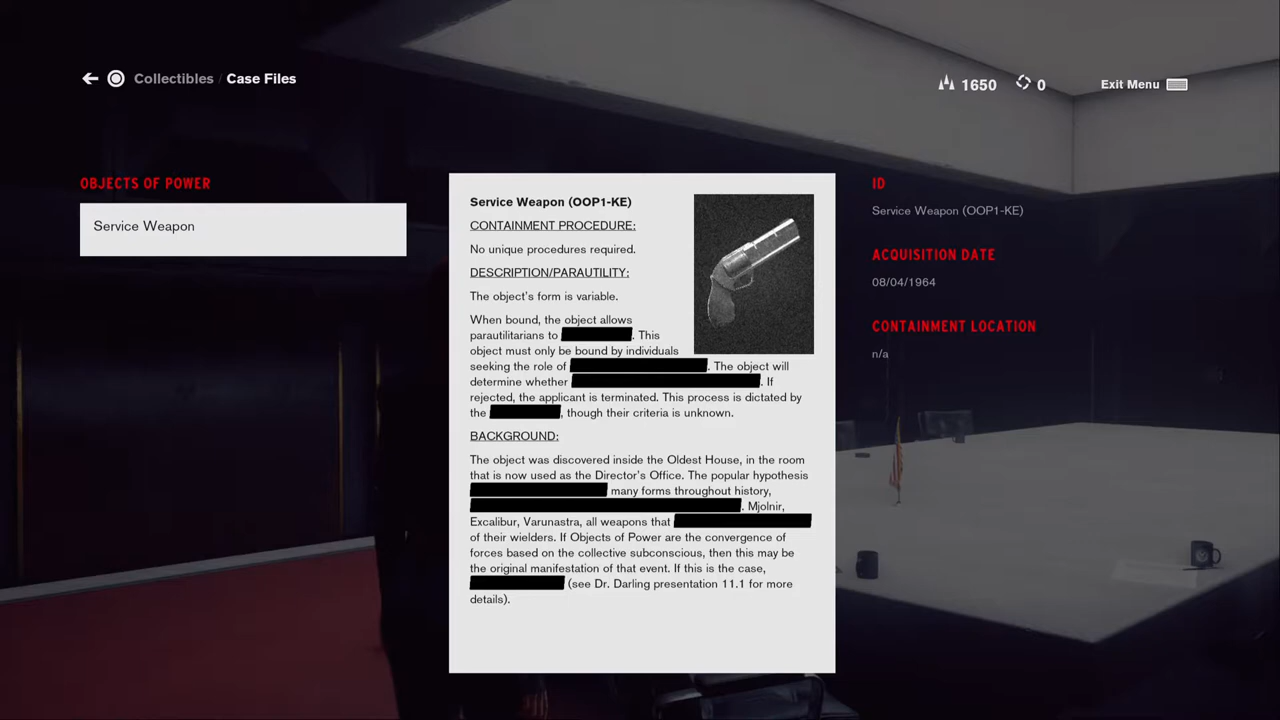 Collectibles / Case Files
1650
0
Exit Menu
OBJECTS OF POWER
Service Weapon
Service Weapon (OOP1-KE)
CONTAINMENT PROCEDURE:
No unique procedures required.
DESCRIPTION/PARAUTILITY:
The object's form is variable.
When bound, the object allows
parautilitarians to . This
object must only be bound by individuals
seeking the role of . The object will
determine whether . If
rejected, the applicant is terminated. This process is dictated by
the , though their criteria is unknown.
BACKGROUND:
The object was discovered inside the Oldest House, in the room
that is now used as the Director's Office. The popular hypothesis
many forms throughout history,
. Mjolnir,
Excalibur, Varunastra, all weapons that
of their wielders. If Objects of Power are the convergence of
forces based on the collective subconscious, then this may be
the original manifestation of that event. If this is the case,
(see Dr. Darling presentation 11.1 for more
details).
ID
Service Weapon (OOP1-KE)
ACQUISITION DATE
08/04/1964
CONTAINMENT LOCATION
n/a